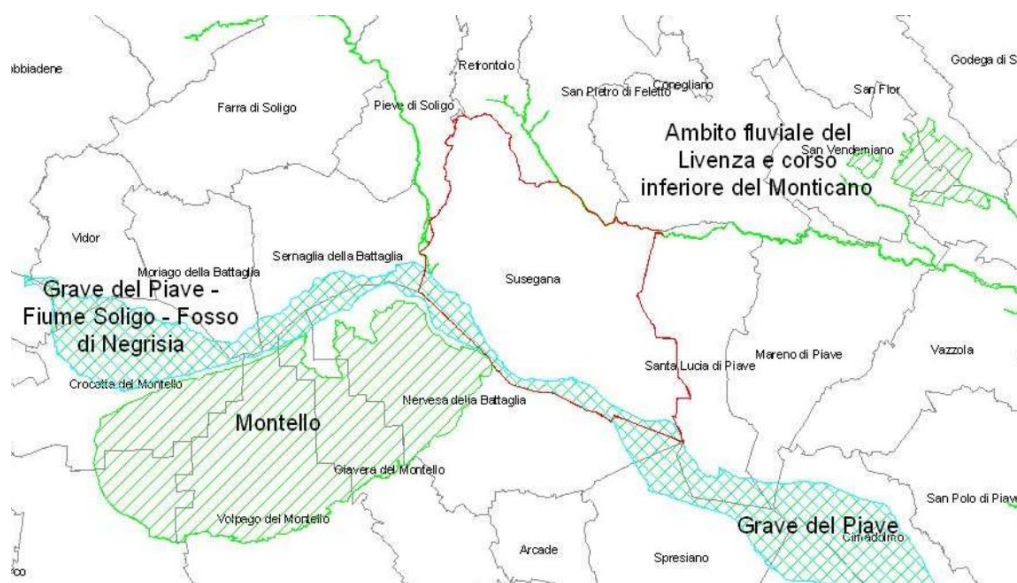 Refrontolo
Godega di S
obbiadene
Conegliano
San Pietro di Feletto
San Fior
Farra di Soligo
Pieve di Soligo
Ambito fluviale del
Livenza e corso
inferiore del Monticano
San Vendemiano
Vidor
Sernaglia della Battaglia
Moriago della Battaglia
Susegana
Grave del Piave -
Fiume Soligo - Fosso
di Negrisia
Vazzola
Mareno di Piave
Santa Lucia di Piave
Crocetta del Montello
Nervesa della Battaglia
Montello
Giavera del Montello
San Polo di Piave
Volpago del Montello
Grave del Piave
Cimadolmo
Arcade
Spresiano
co